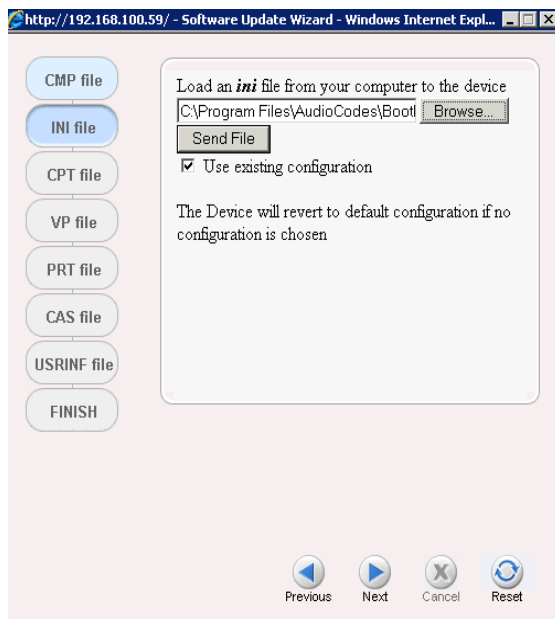 http://192.168.100.59/ - Software Update Wizard - Windows Internet Expl...
CMP file
INI file
CPT file
VP file
PRT file
CAS file
USRINF file
FINISH
Load an ini file from your computer to the device
C:\Program Files\AudioCodes\Boot Browse...
Send File
Use existing configuration
The Device will revert to default configuration if no
configuration is chosen
Previous Next Cancel Reset